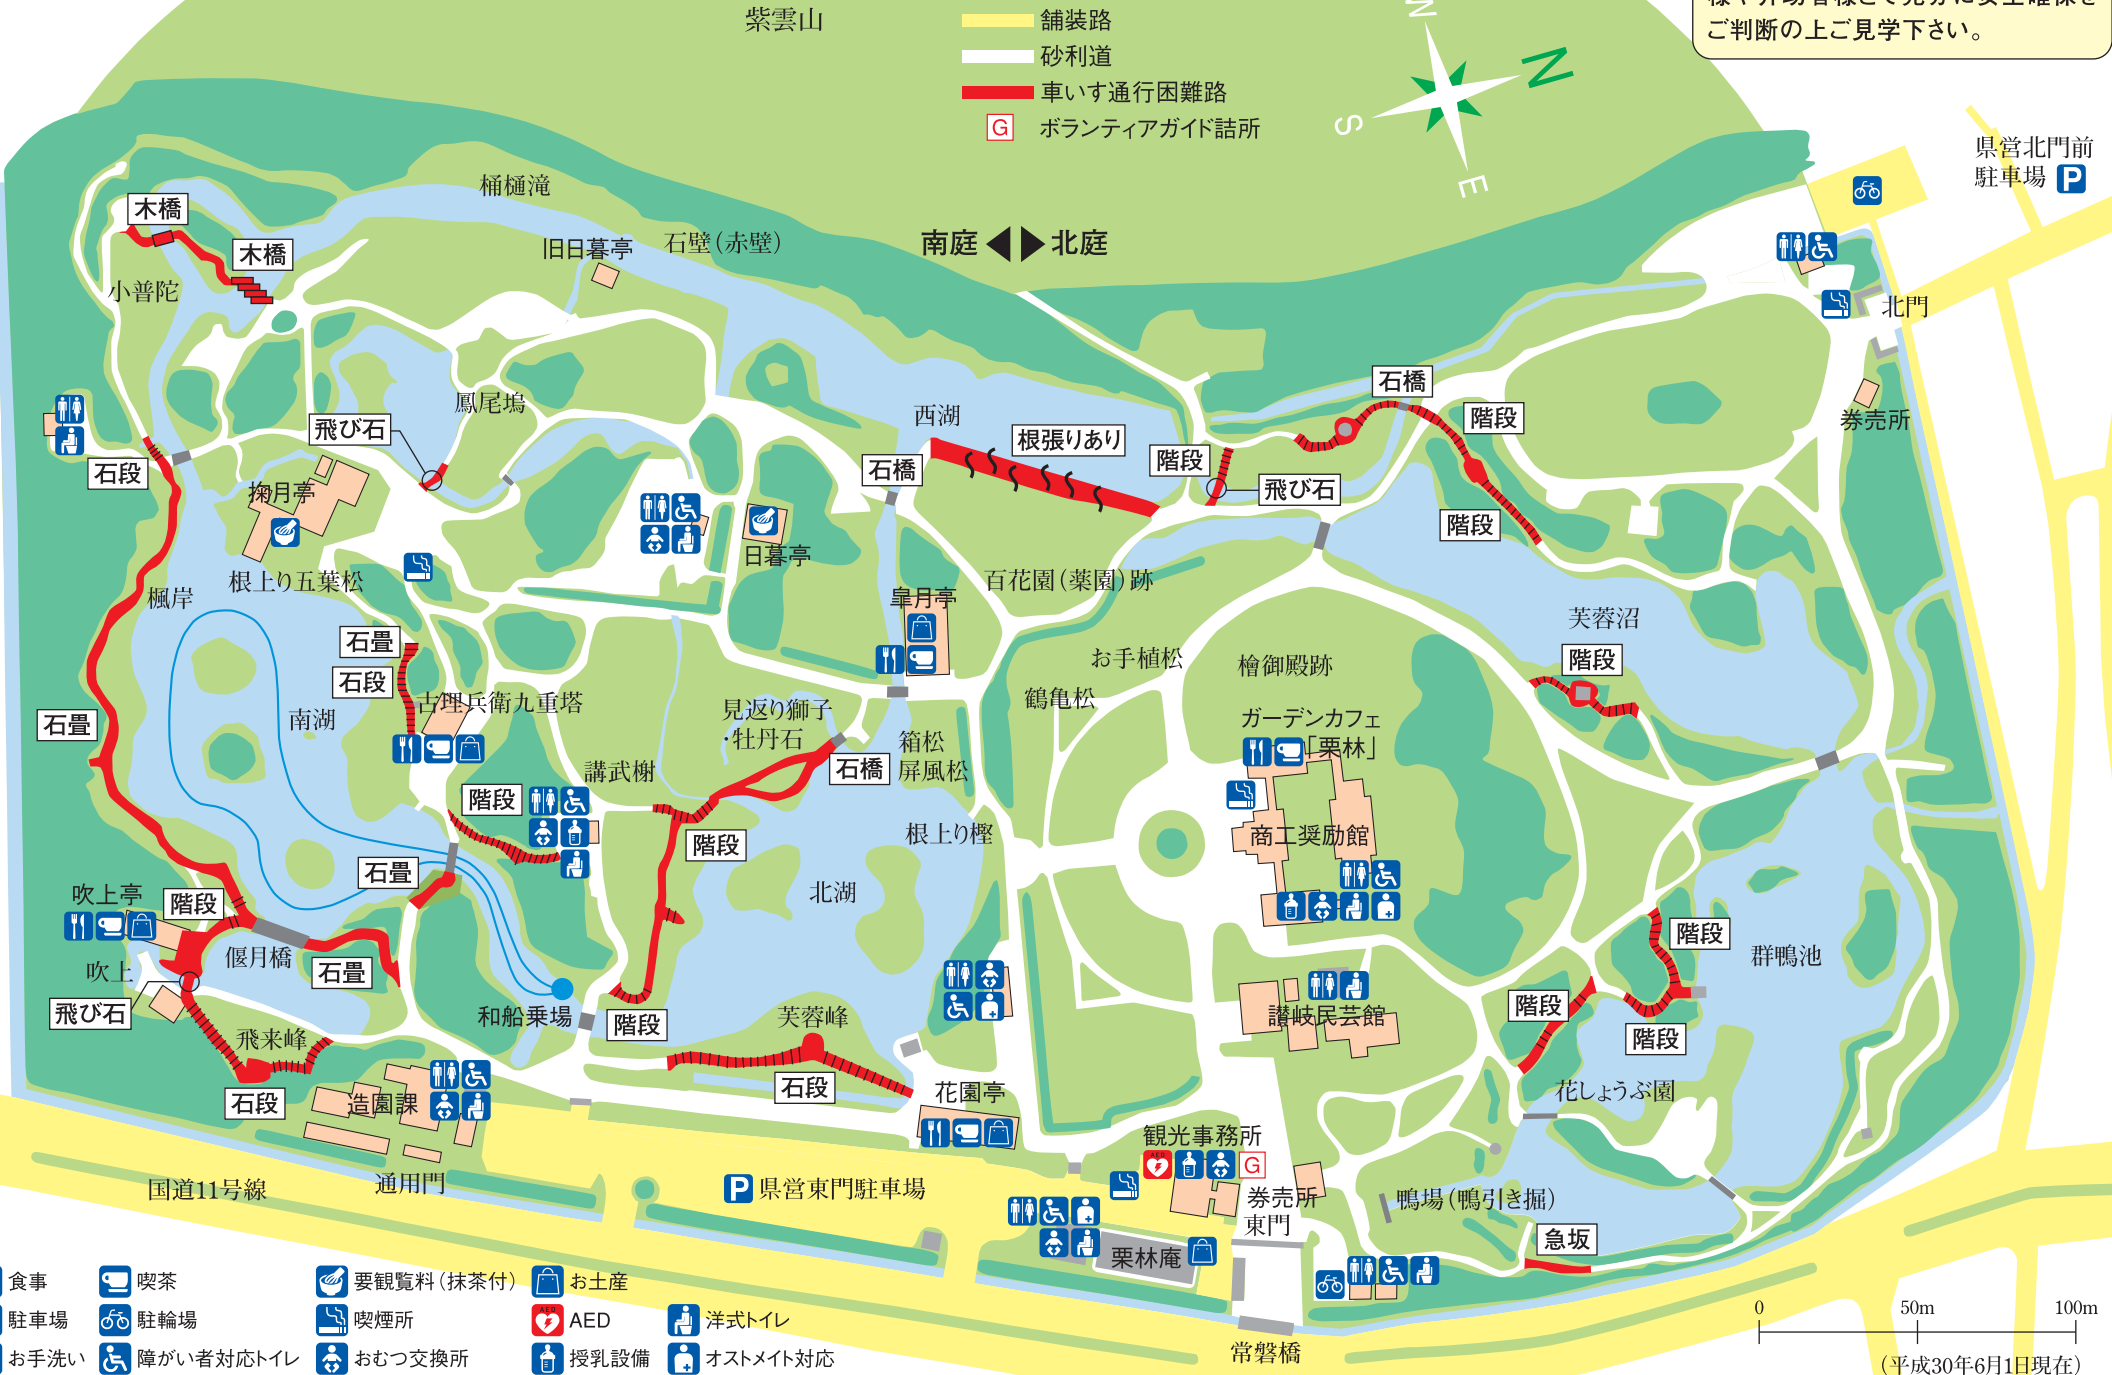 紫雲山
舗装路
砂利道
車いす通行困難路
G
ボランティアガイド詰所
N
S
E
W
ご判断の上ご見学下さい。
県営北門前
駐車場
P
南庭
北庭
桶樋滝
旧日暮亭
石壁(赤壁)
木橋
木橋
小普陀
北門
券売所
石橋
階段
階段
階段
飛び石
根張りあり
西湖
石橋
鳳尾塢
飛び石
石段
掬月亭
日暮亭
根上り五葉松
楓岸
百花園(薬園)跡
皐月亭
芙蓉沼
階段
お手植松
檜御殿跡
鶴亀松
石畳
石段
古理兵衛九重塔
南湖
石畳
見返り獅子
・牡丹石
箱松
屏風松
石橋
ガーデンカフェ
「栗林」
講武榭
階段
階段
根上り樫
商工奨励館
石畳
北湖
吹上亭
階段
偃月橋
吹上
石畳
飛び石
飛来峰
石段
和船乗場
階段
芙蓉峰
石段
讃岐民芸館
階段
階段
階段
群鴨池
花しょうぶ園
造園課
花園亭
通用門
国道11号線
P
県営東門駐車場
観光事務所
AED
G
券売所
東門
鴨場(鴨引き掘)
急坂
栗林庵
常磐橋
食事
喫茶
要観覧料(抹茶付)
お土産
駐車場
駐輪場
喫煙所
AED
AED
洋式トイレ
お手洗い
障がい者対応トイレ
おむつ交換所
授乳設備
オストメイト対応
0
50m
100m
(平成30年6月1日現在)